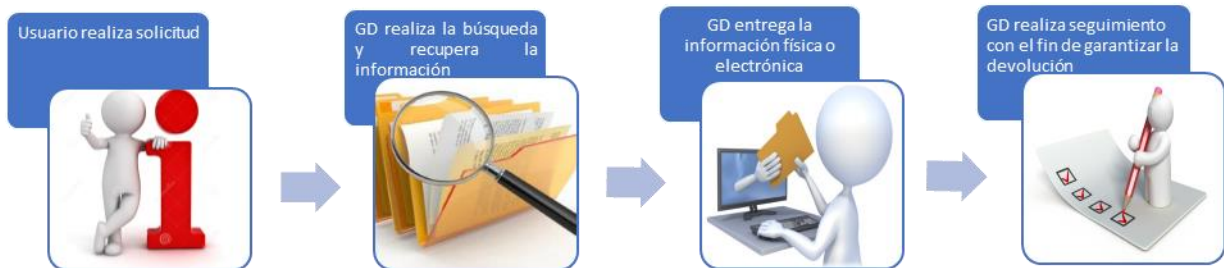 Usuario realiza solicitud
GD realiza la búsqueda
y recupera la
información
GD entrega la
información física o
electrónica
GD realiza seguimiento
con el fin de garantizar la
devolución